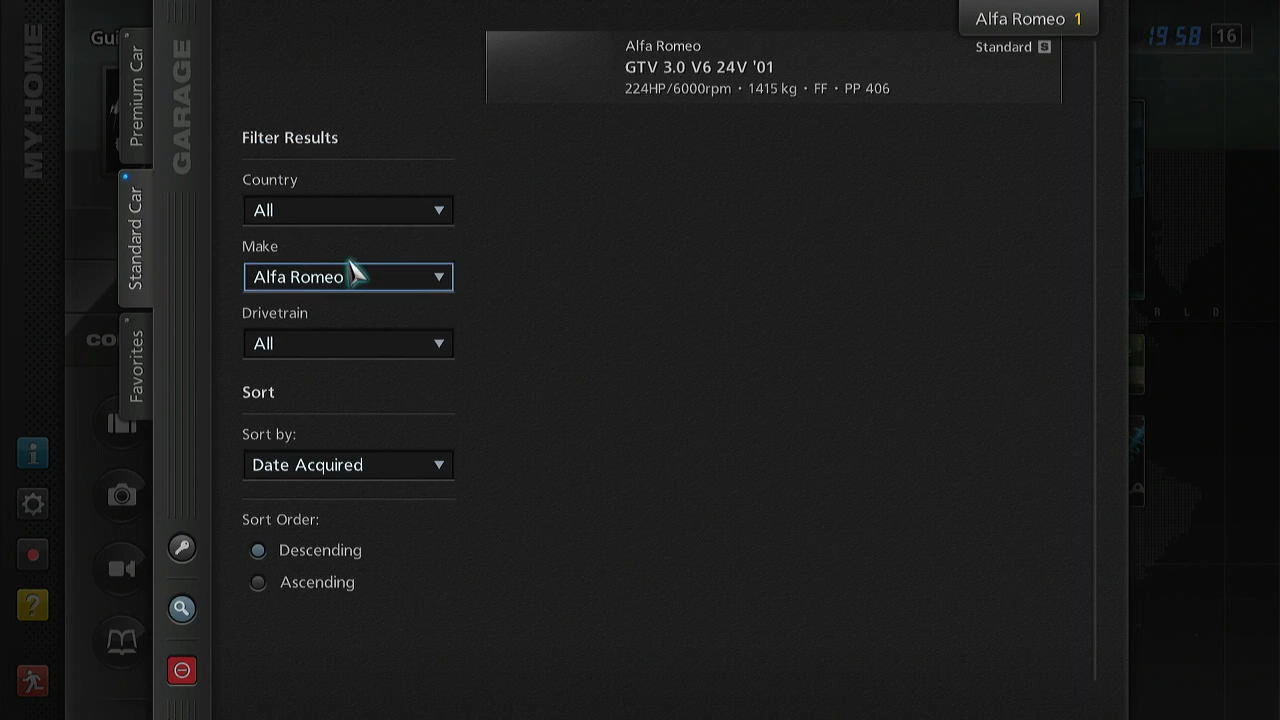 MY HOME
Gui
Premium Car
Standard Car
Favorites
GARAGE
Alfa Romeo 1
19 58 16
Alfa Romeo
Standard S
GTV 3.0 V6 24V '01
224HP/6000rpm · 1415 kg · FF · PP 406
Filter Results
Country
All
Make
Alfa Romeo
Drivetrain
All
Sort
Sort by:
Date Acquired
Sort Order:
Descending
Ascending
CO
R L D